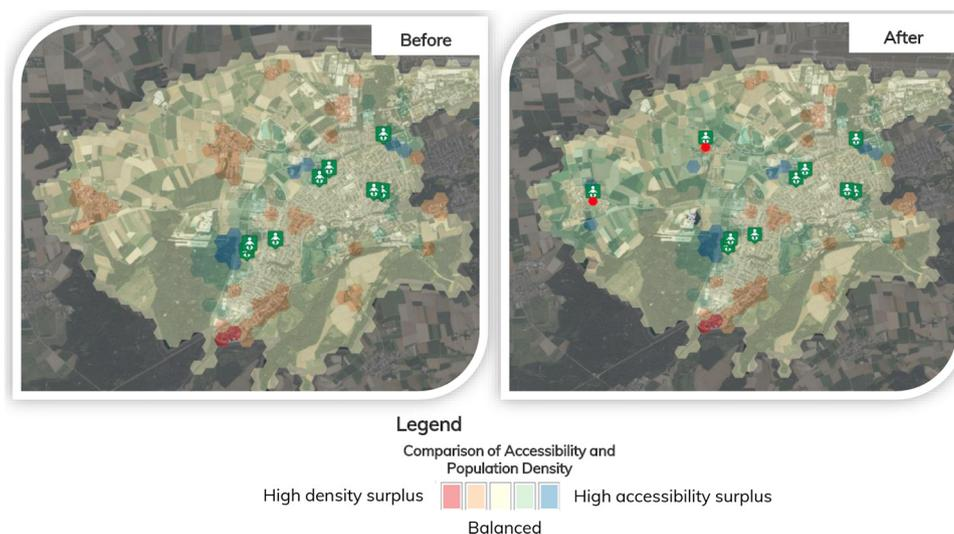 Before
After
Legend
Comparison of Accessibility and
Population Density
High density surplus
High accessibility surplus
Balanced